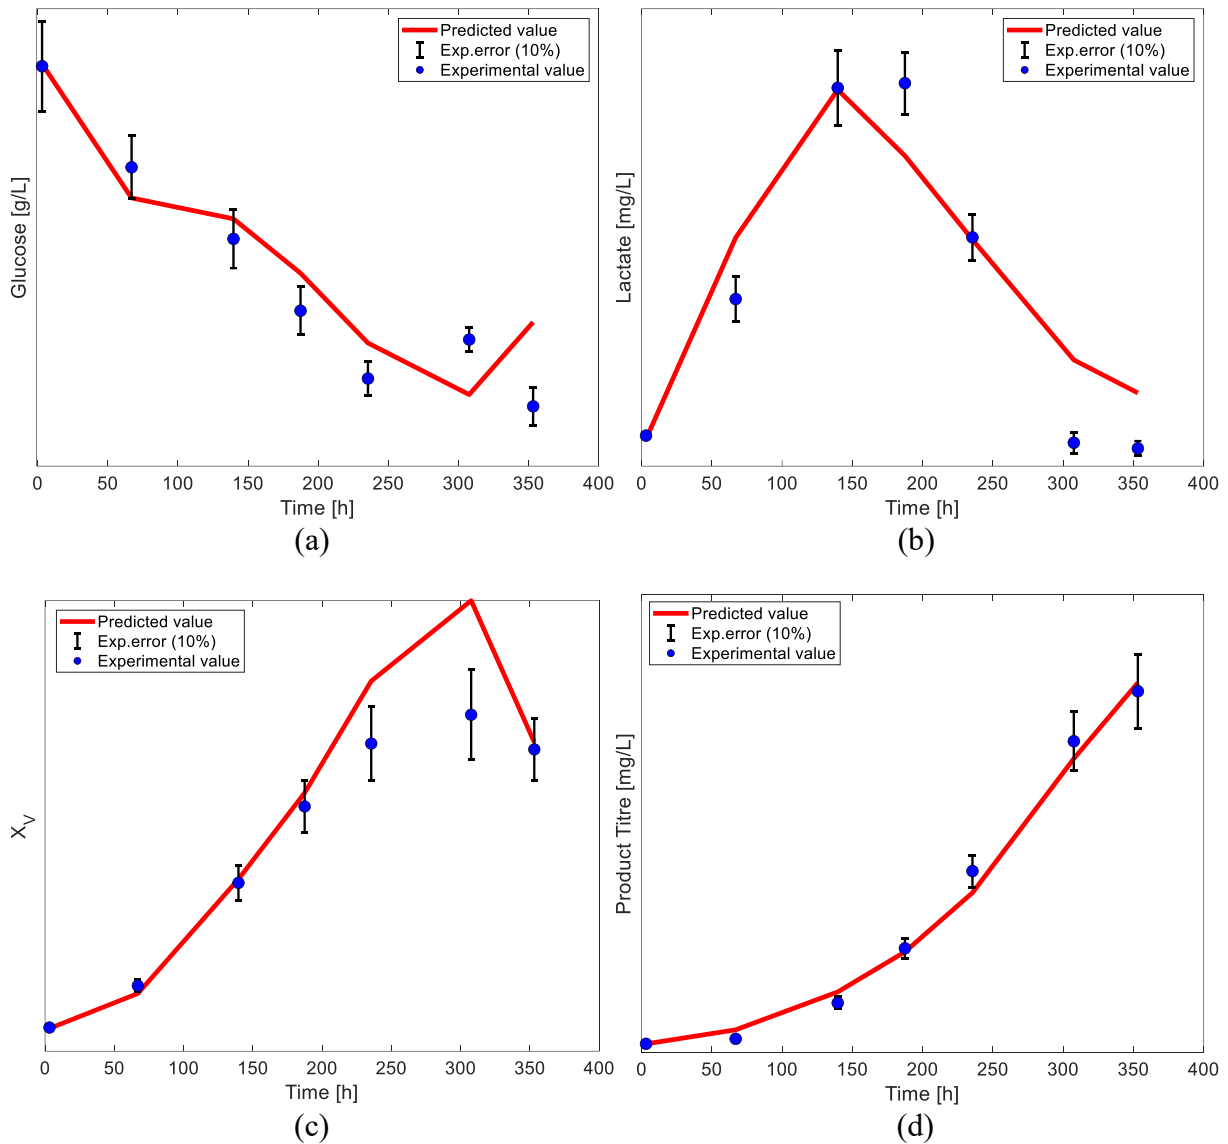 Predicted value
Exp.error (10%)
Experimental value
Glucose [g/L]
0 50 100 150 200 250 300 350 400
Time [h]
(a)
Predicted value
Exp.error (10%)
Experimental value
Lactate [mg/L]
0 50 100 150 200 250 300 350 400
Time [h]
(b)
Predicted value
Exp.error (10%)
Experimental value
X_V
0 50 100 150 200 250 300 350 400
Time [h]
(c)
Predicted value
Exp.error (10%)
Experimental value
Product Titre [mg/L]
0 50 100 150 200 250 300 350 400
Time [h]
(d)